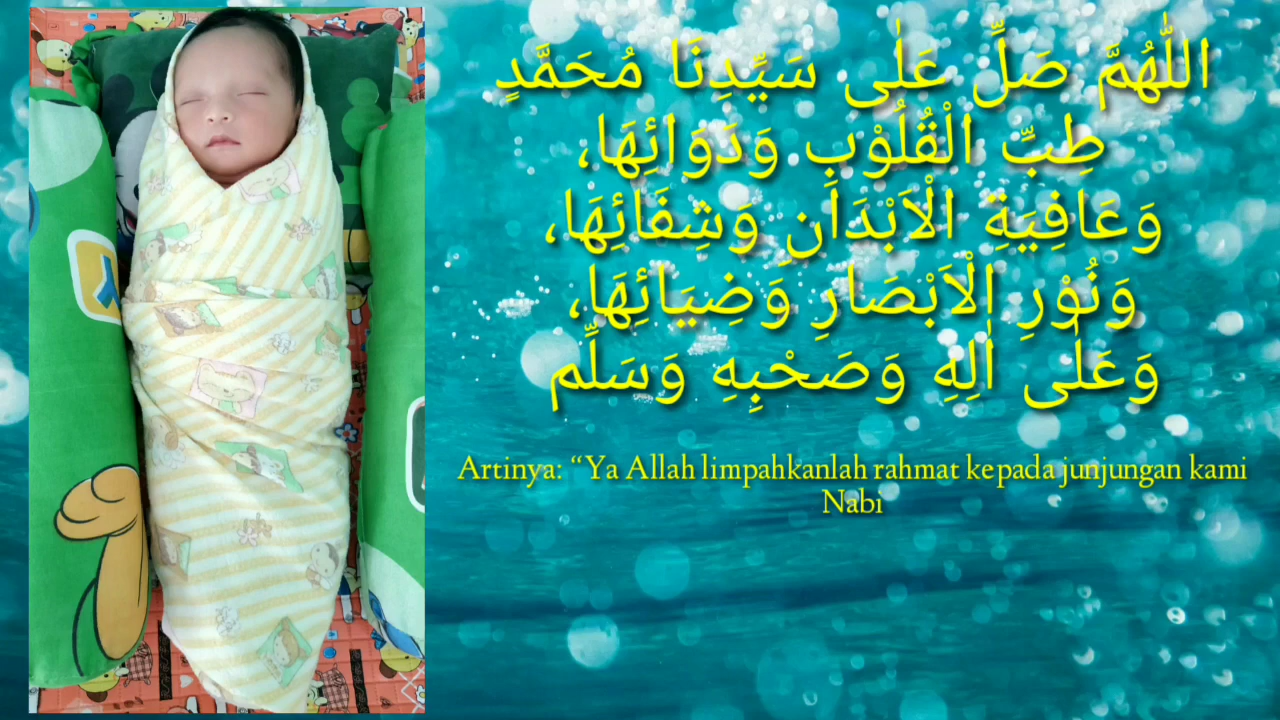 اللّٰهُمَّ صَلِّ عَلٰى سَيِّدِنَا مُحَمَّدٍ
طِبِّ الْقُلُوْبِ وَدَوَائِهَا،
وَعَافِيَةِ الْاَبْدَانِ وَشِفَائِهَا،
وَنُوْرِ الْاَبْصَارِ وَضِيَائِهَا،
وَعَلٰى اٰلِهِ وَصَحْبِهِ وَسَلِّم
Artinya: “Ya Allah limpahkanlah rahmat kepada junjungan kami
Nabi